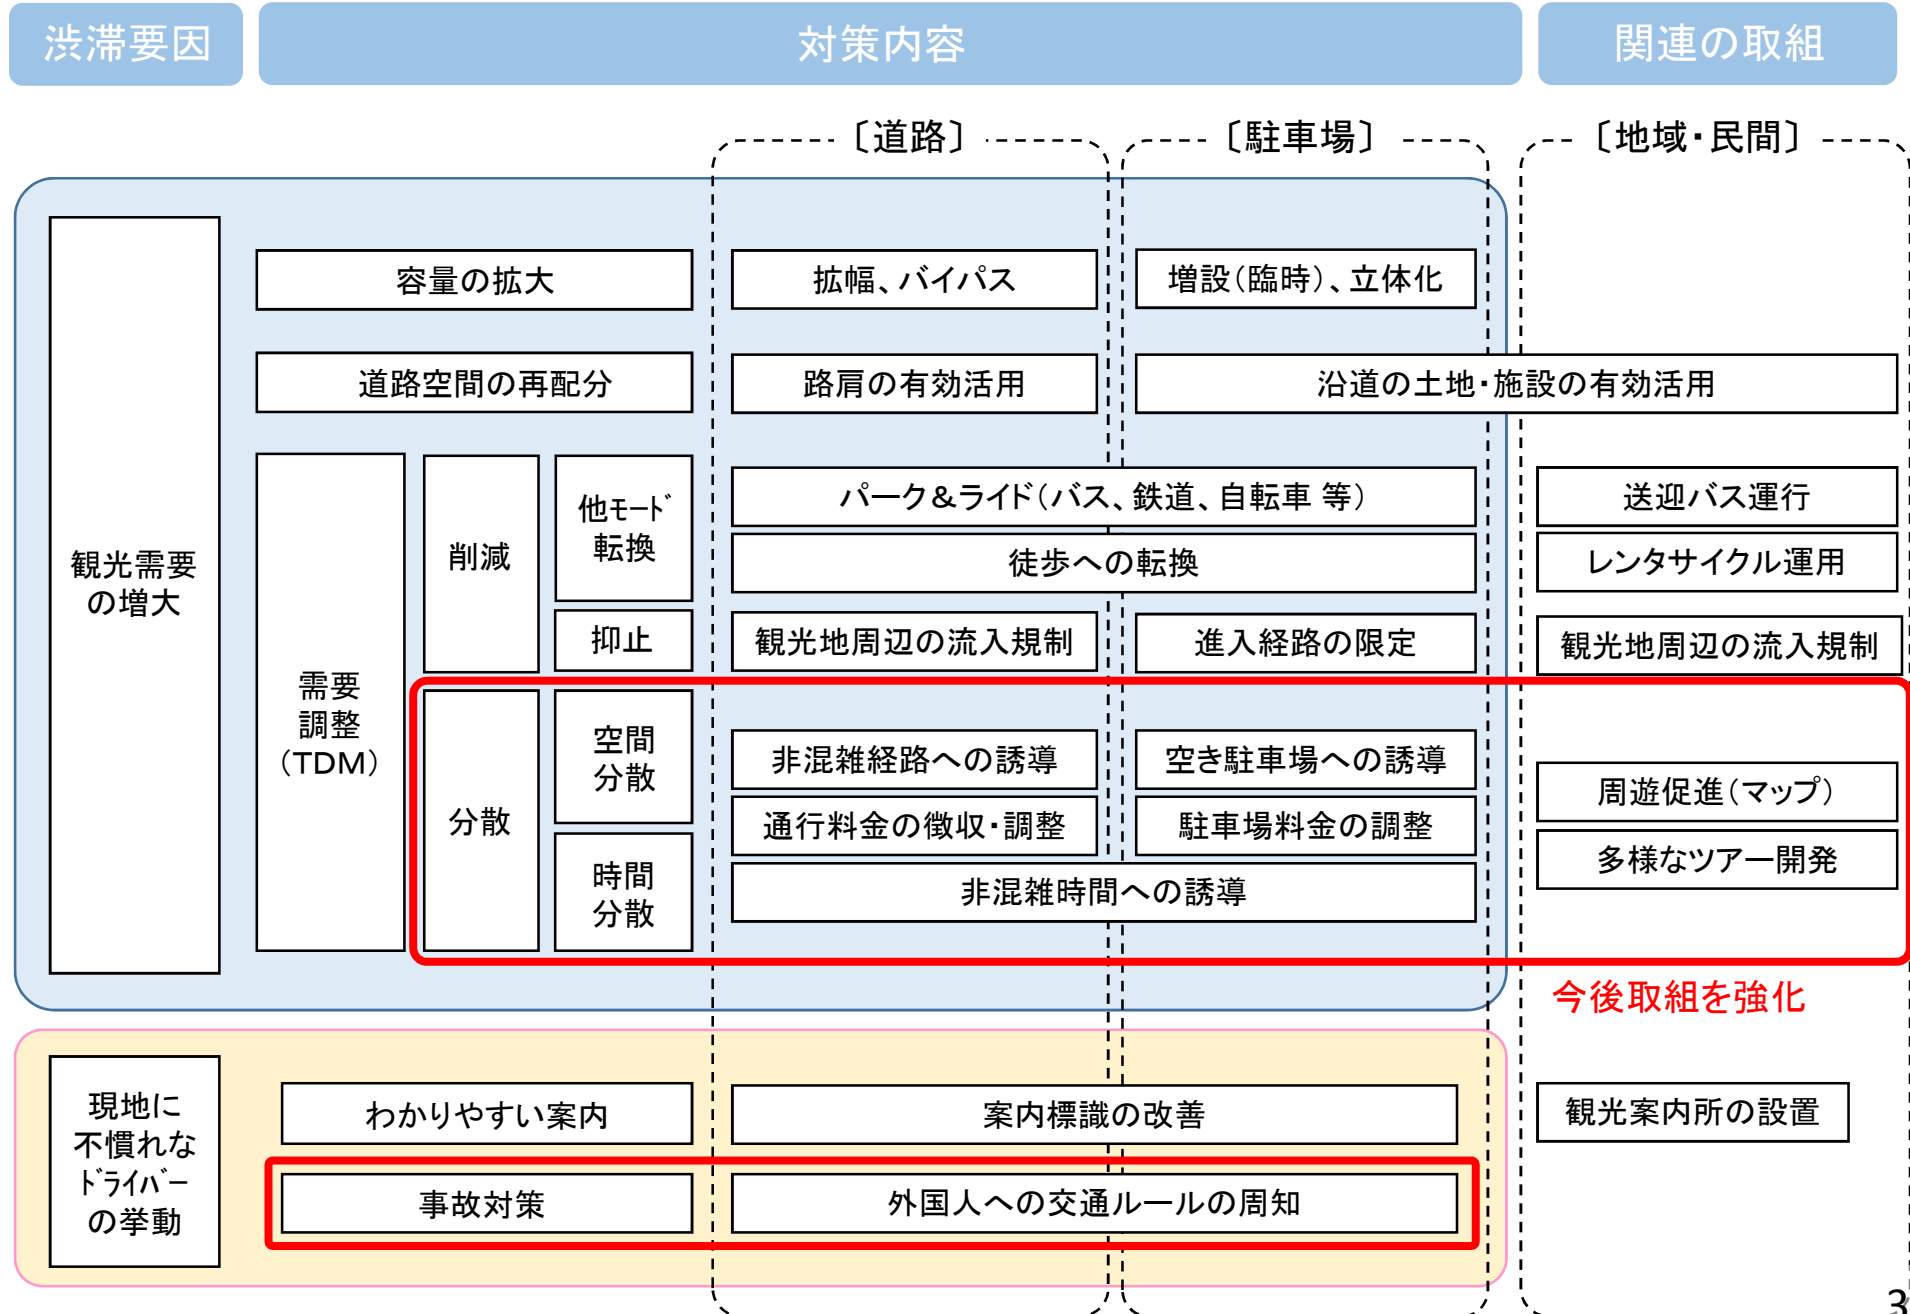 渋滞要因
対策内容
関連の取組
〔道路〕
〔駐車場〕
〔地域・民間〕
観光需要
の増大
容量の拡大
拡幅、バイパス
増設(臨時)、立体化
道路空間の再配分
路肩の有効活用
沿道の土地・施設の有効活用
需要
調整
(TDM)
削減
他モード
転換
パーク&ライド(バス、鉄道、自転車 等)
送迎バス運行
徒歩への転換
レンタサイクル運用
抑止
観光地周辺の流入規制
進入経路の限定
観光地周辺の流入規制
分散
空間
分散
非混雑経路への誘導
空き駐車場への誘導
周遊促進(マップ)
通行料金の徴収・調整
駐車場料金の調整
多様なツアー開発
時間
分散
非混雑時間への誘導
今後取組を強化
現地に
不慣れな
ドライバー
の挙動
わかりやすい案内
案内標識の改善
観光案内所の設置
事故対策
外国人への交通ルールの周知
3